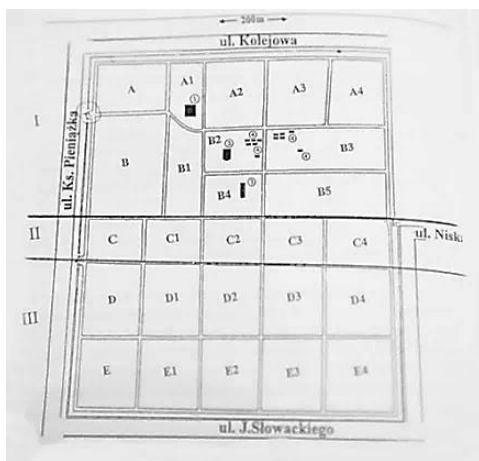 200m
ul. Kolejowa
A A1 A2 A3 A4
I
ul. Ks. Pieniążka
B B1 B2 B3
B4 B5
II C C1 C2 C3 C4
ul. Nisk
III D D1 D2 D3 D4
E E1 E2 E3 E4
ul. J.Słowackiego